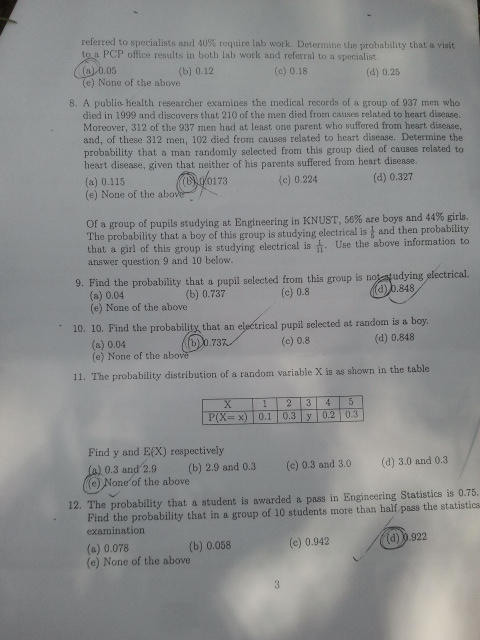 referred to specialists and 40% require lab work. Determine the probability that a visit
to a PCP office results in both lab work and referral to a specialist.
(a) 0.05 (b) 0.12 (c) 0.18 (d) 0.25
(e) None of the above
8. A public health researcher examines the medical records of a group of 937 men who
died in 1999 and discovers that 210 of the men died from causes related to heart disease.
Moreover, 312 of the 937 men had at least one parent who suffered from heart disease,
and, of these 312 men, 102 died from causes related to heart disease. Determine the
probability that a man randomly selected from this group died of causes related to
heart disease, given that neither of his parents suffered from heart disease.
(a) 0.115 (b) 0.0173 (c) 0.224 (d) 0.327
(e) None of the above
Of a group of pupils studying at Engineering in KNUST, 56% are boys and 44% girls.
The probability that a boy of this group is studying electrical is and then probability
that a girl of this group is studying electrical is 1/11. Use the above information to
answer question 9 and 10 below.
9. Find the probability that a pupil selected from this group is not studying electrical.
(a) 0.04 (b) 0.737 (c) 0.8 (d) 0.848
(e) None of the above
10. 10. Find the probability that an electrical pupil selected at random is a boy.
(a) 0.04 (b) 0.737 (c) 0.8 (d) 0.848
(e) None of the above
11. The probability distribution of a random variable X is as shown in the table
X 1 2 3 4 5
P(X= x) 0.1 0.3 y 0.2 0.3
Find y and E(X) respectively
(a) 0.3 and 2.9 (b) 2.9 and 0.3 (c) 0.3 and 3.0 (d) 3.0 and 0.3
(e) None of the above
12. The probability that a student is awarded a pass in Engineering Statistics is 0.75.
Find the probability that in a group of 10 students more than half pass the statistics
examination
(a) 0.078 (b) 0.058 (c) 0.942 (d) 0.922
(e) None of the above
3